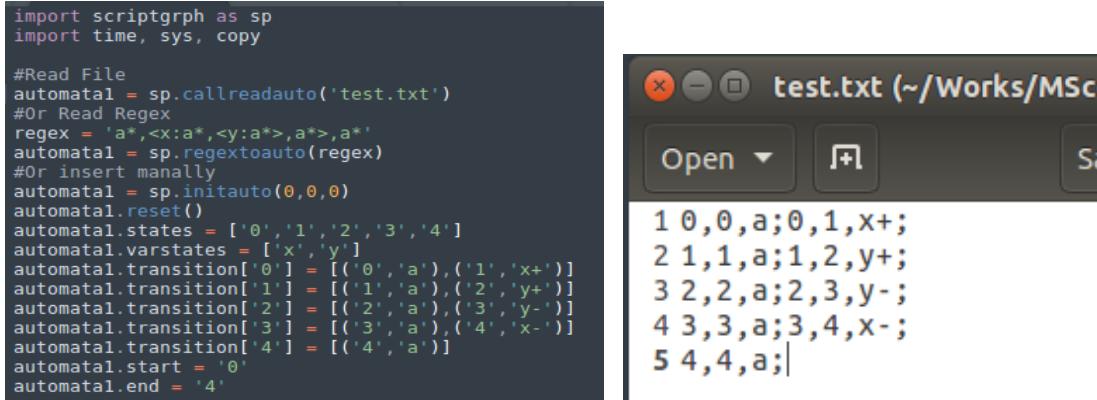 import scriptgrph as sp
import time, sys, copy
#Read File
automata1 = sp.callreadauto('test.txt')
#Or Read Regex
regex = 'a*,<x:a*,<y:a*>,a*>,a*'
automata1 = sp.regextoauto(regex)
#Or insert manally
automata1 = sp.initauto(0,0,0)
automata1.reset()
automata1.states = ['0','1','2','3','4']
automata1.varstates = ['x','y']
automata1.transition['0'] = [('0','a'),('1','x+')]
automata1.transition['1'] = [('1','a'),('2','y+')]
automata1.transition['2'] = [('2','a'),('3','y-')]
automata1.transition['3'] = [('3','a'),('4','x-')]
automata1.transition['4'] = [('4','a')]
automata1.start = '0'
automata1.end = '4'
test.txt (~/Works/MSc
Open
1 0,0,a;0,1,x+;
2 1,1,a;1,2,y+;
3 2,2,a;2,3,y-;
4 3,3,a;3,4,x-;
5 4,4,a;